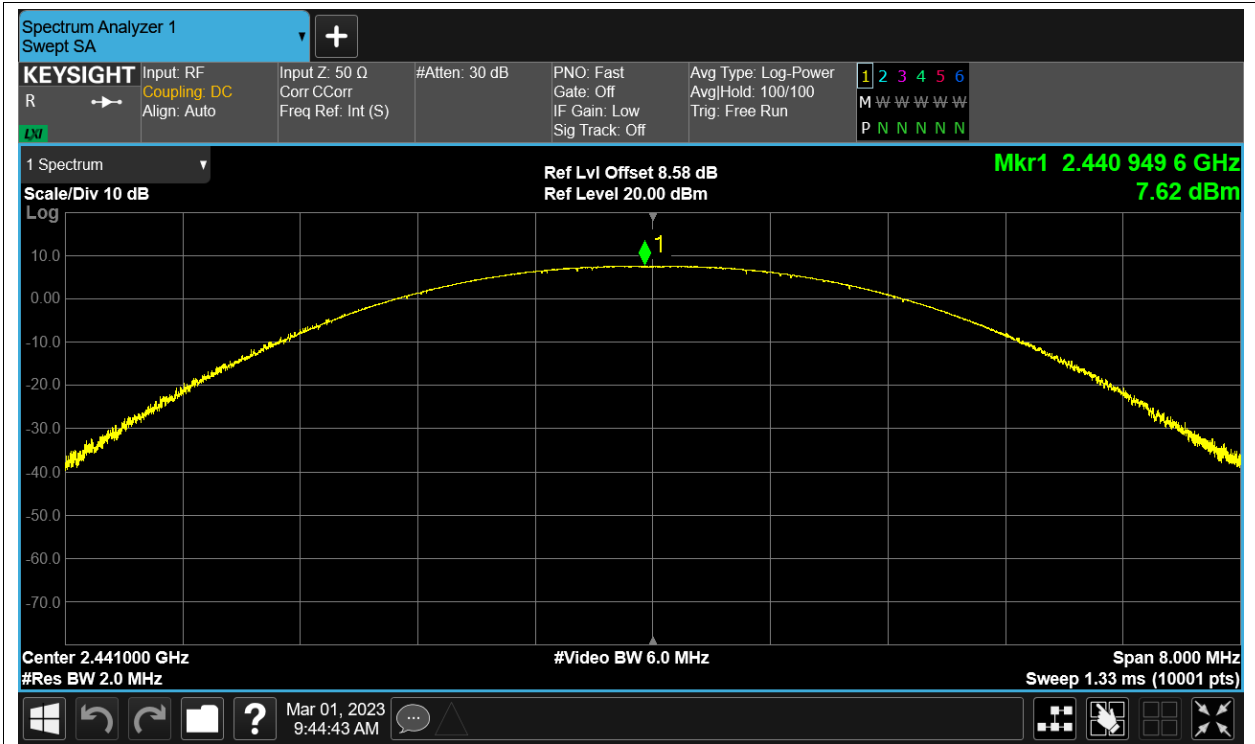 Spectrum Analyzer 1
Swept SA
KEYSIGHT
R
LXI
Input: RF
Coupling: DC
Align: Auto
Input Z: 50 Ω
Corr CCorr
Freq Ref: Int (S)
#Atten: 30 dB
PNO: Fast
Gate: Off
IF Gain: Low
Sig Track: Off
Avg Type: Log-Power
Avg|Hold: 100/100
Trig: Free Run
1 2 3 4 5 6
M W W W W W
P N N N N N
1 Spectrum
Scale/Div 10 dB
Log
Ref Lvl Offset 8.58 dB
Ref Level 20.00 dBm
Mkr1 2.440 949 6 GHz
7.62 dBm
1
10.0
0.00
-10.0
-20.0
-30.0
-40.0
-50.0
-60.0
-70.0
Center 2.441000 GHz
#Video BW 6.0 MHz
Span 8.000 MHz
#Res BW 2.0 MHz
Sweep 1.33 ms (10001 pts)
?
Mar 01, 2023
9:44:43 AM